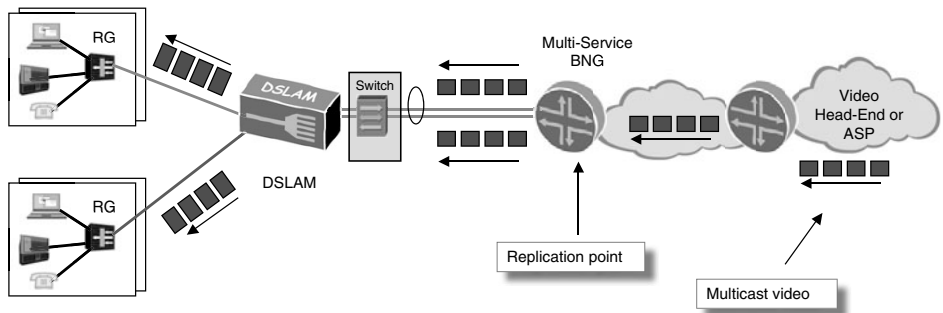 RG
DSLAM
Switch
Multi-Service
BNG
Video
Head-End or
ASP
DSLAM
RG
Replication point
Multicast video